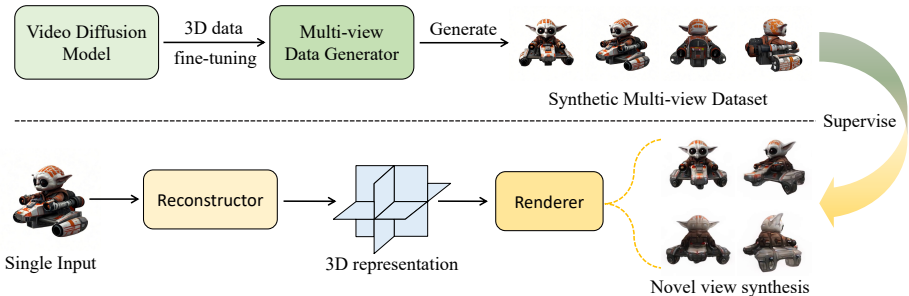 Video Diffusion
Model
3D data
fine-tuning
Multi-view
Data Generator
Generate
Synthetic Multi-view Dataset
Supervise
Single Input
Reconstructor
3D representation
Renderer
Novel view synthesis